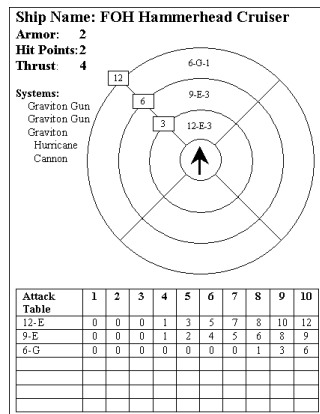 Ship Name: FOH Hammerhead Cruiser
Armor: 2
Hit Points: 2
Thrust: 4
Systems:
Graviton Gun
Graviton Gun
Graviton
Hurricane
Cannon
6-G-1
12
9-E-3
6
12-E-3
3
Attack Table 1 2 3 4 5 6 7 8 9 10
12-E 0 0 0 1 3 5 7 8 10 12
9-E 0 0 0 1 2 4 5 6 8 9
6-G 0 0 0 0 0 0 0 1 3 6